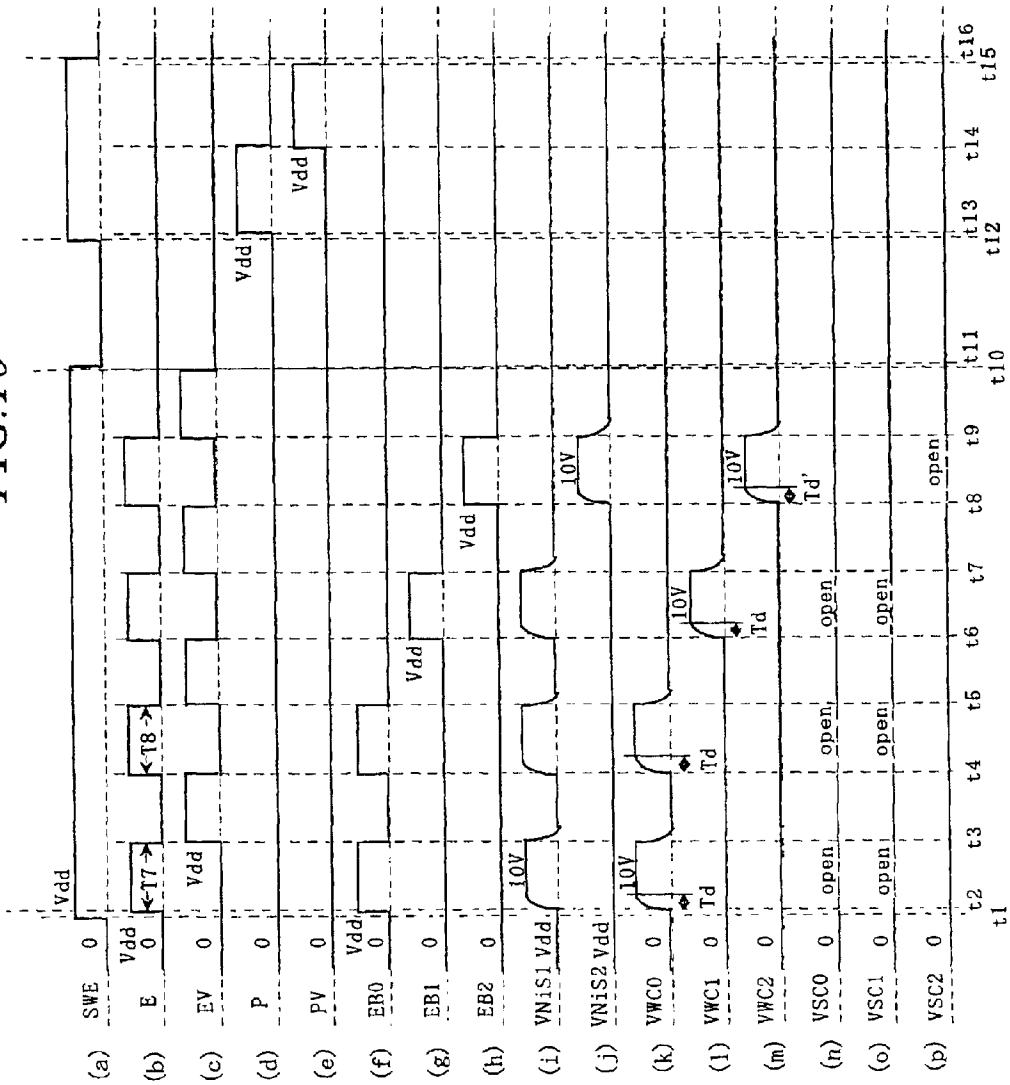 FIG.10
(a) SWE 0 Vdd
(b) E Vdd 0 T7 T8
(c) EV 0 Vdd
(d) P 0 Vdd
(e) PV 0 Vdd
(f) EB0 Vdd 0
(g) EB1 0 Vdd
(h) EB2 0 Vdd
(i) VNiS1 Vdd 10V
(j) VNiS2 Vdd 10V
(k) VWC0 0 10V Td Td
(l) VWC1 0 10V Td
(m) VWC2 0 10V Td'
(n) VSC0 0 open open open
(o) VSC1 0 open open open
(p) VSC2 0 open
t1 t2 t3 t4 t5 t6 t7 t8 t9 t10 t11 t12 t13 t14 t15 t16